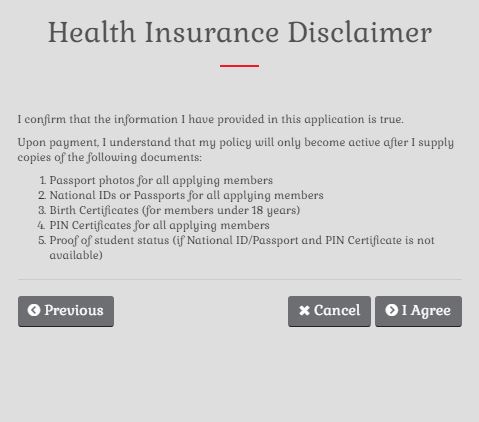 Health Insurance Disclaimer
I confirm that the information I have provided in this application is true.
Upon payment, I understand that my policy will only become active after I supply
copies of the following documents:
1. Passport photos for all applying members
2. National IDs or Passports for all applying members
3. Birth Certificates (for members under 18 years)
4. PIN Certificates for all applying members
5. Proof of student status (if National ID/Passport and PIN Certificate is not
available)
Previous
Cancel
I Agree